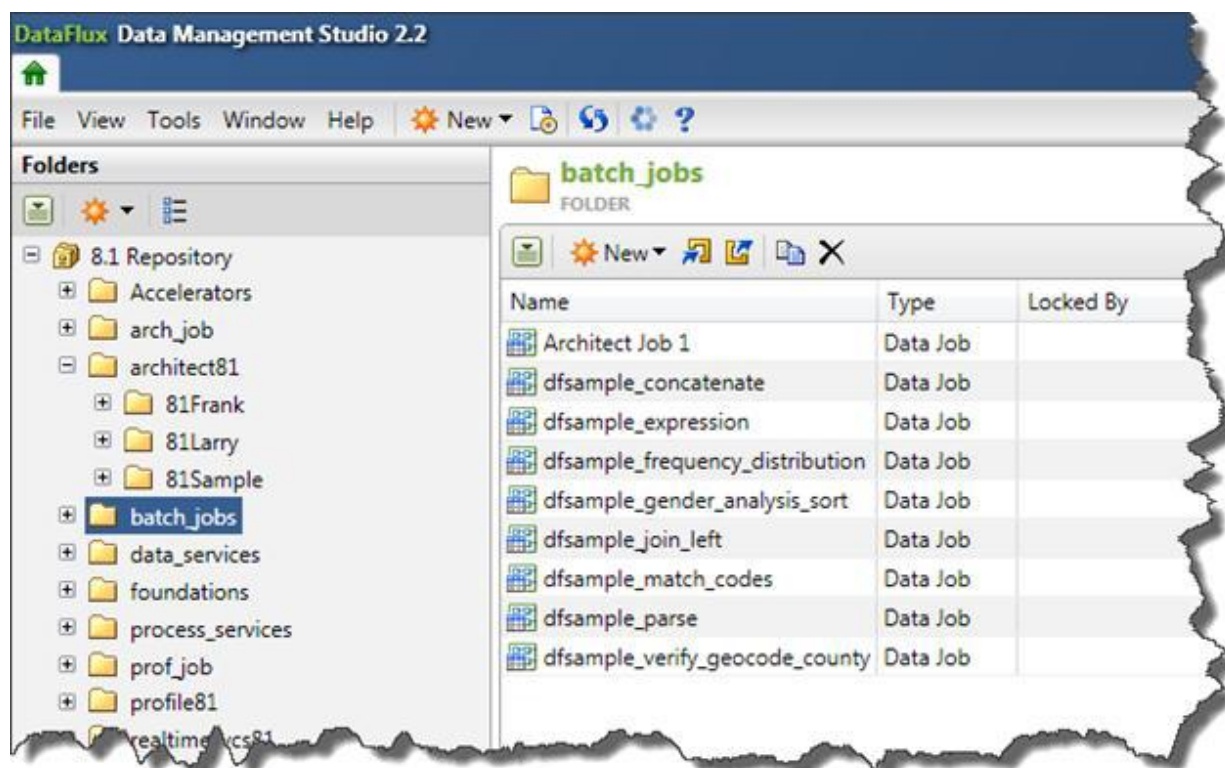 DataFlux Data Management Studio 2.2
File View Tools Window Help New ?
Folders
8.1 Repository
Accelerators
arch_job
architect81
81Frank
81Larry
81Sample
batch_jobs
data_services
foundations
process_services
prof_job
profile81
batch_jobs
FOLDER
New
Name Type Locked By
Architect Job 1 Data Job
dfsample_concatenate Data Job
dfsample_expression Data Job
dfsample_frequency_distribution Data Job
dfsample_gender_analysis_sort Data Job
dfsample_join_left Data Job
dfsample_match_codes Data Job
dfsample_parse Data Job
dfsample_verify_geocode_county Data Job